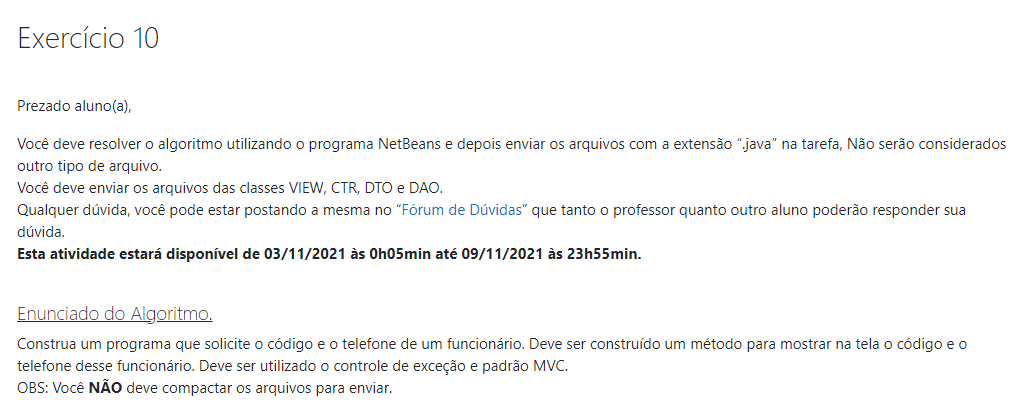 Exercício 10
Prezado aluno(a),
Você deve resolver o algoritmo utilizando o programa NetBeans e depois enviar os arquivos com a extensão “.java” na tarefa, Não serão considerados
outro tipo de arquivo.
Você deve enviar os arquivos das classes VIEW, CTR, DTO e DAO.
Qualquer dúvida, você pode estar postando a mesma no “Fórum de Dúvidas” que tanto o professor quanto outro aluno poderão responder sua
dúvida.
Esta atividade estará disponível de 03/11/2021 às 0h05min até 09/11/2021 às 23h55min.
Enunciado do Algoritmo.
Construa um programa que solicite o código e o telefone de um funcionário. Deve ser construído um método para mostrar na tela o código e o
telefone desse funcionário. Deve ser utilizado o controle de exceção e padrão MVC.
OBS: Você NÃO deve compactar os arquivos para enviar.